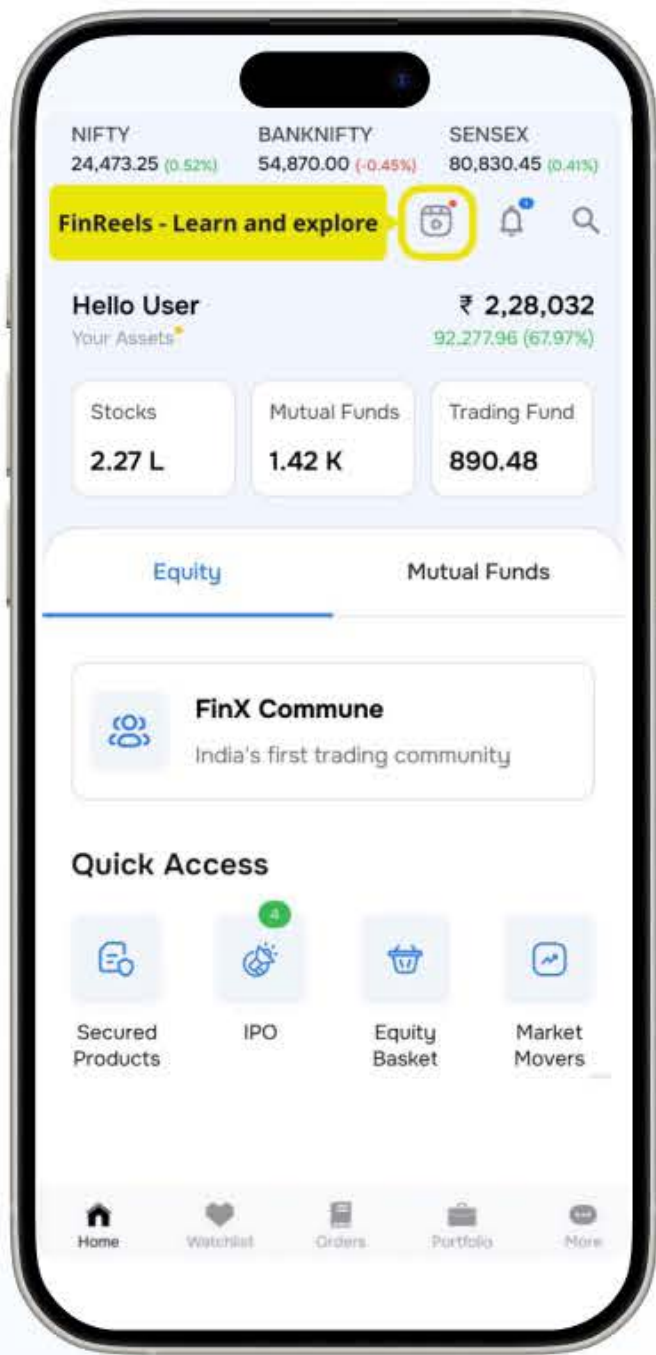 NIFTY BANKNIFTY SENSEX
24,473.25 (0.52%) 54,870.00 (-0.45%) 80,830.45 (0.41%)
FinReels - Learn and explore
Hello User ₹ 2,28,032
Your Assets 92,277.96 (67.97%)
Stocks Mutual Funds Trading Fund
2.27 L 1.42 K 890.48
Equity Mutual Funds
FinX Commune
India's first trading community
Quick Access
4
Secured IPO Equity Market
Products Basket Movers
Home Watchlist Orders Portfolio More